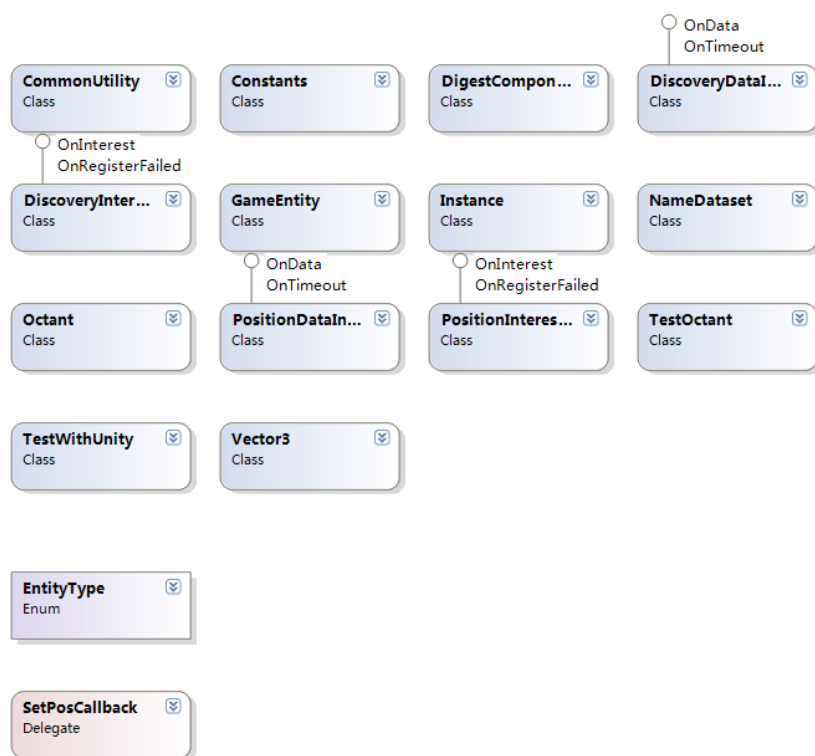 OnData
OnTimeout
CommonUtility
Class
Constants
Class
DigestCompon...
Class
DiscoveryDataI...
Class
OnInterest
OnRegisterFailed
DiscoveryInter...
Class
GameEntity
Class
Instance
Class
NameDataset
Class
OnData
OnTimeout
OnInterest
OnRegisterFailed
Octant
Class
PositionDataIn...
Class
PositionInteres...
Class
TestOctant
Class
TestWithUnity
Class
Vector3
Class
EntityType
Enum
SetPosCallback
Delegate